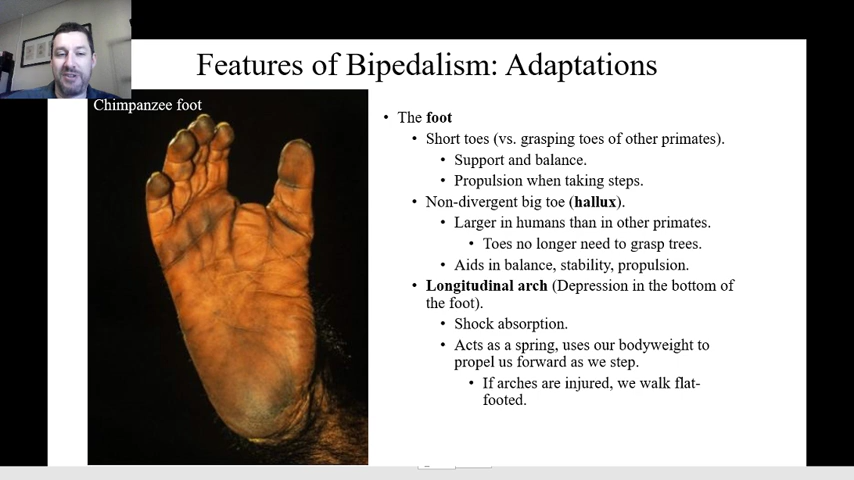 Features of Bipedalism: Adaptations
Chimpanzee foot
• The foot
• Short toes (vs. grasping toes of other primates).
• Support and balance.
• Propulsion when taking steps.
• Non-divergent big toe (hallux).
• Larger in humans than in other primates.
• Toes no longer need to grasp trees.
• Aids in balance, stability, propulsion.
• Longitudinal arch (Depression in the bottom of
the foot).
• Shock absorption.
• Acts as a spring, uses our bodyweight to
propel us forward as we step.
• If arches are injured, we walk flat-
footed.